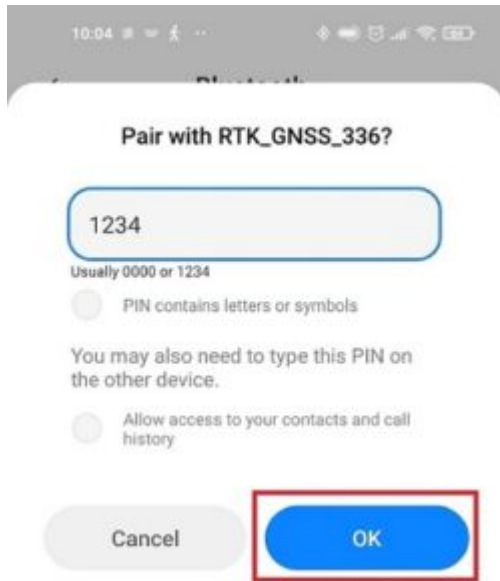 10:04
Bluetooth
Pair with RTK_GNSS_336?
1234
Usually 0000 or 1234
PIN contains letters or symbols
You may also need to type this PIN on
the other device.
Allow access to your contacts and call
history
Cancel OK